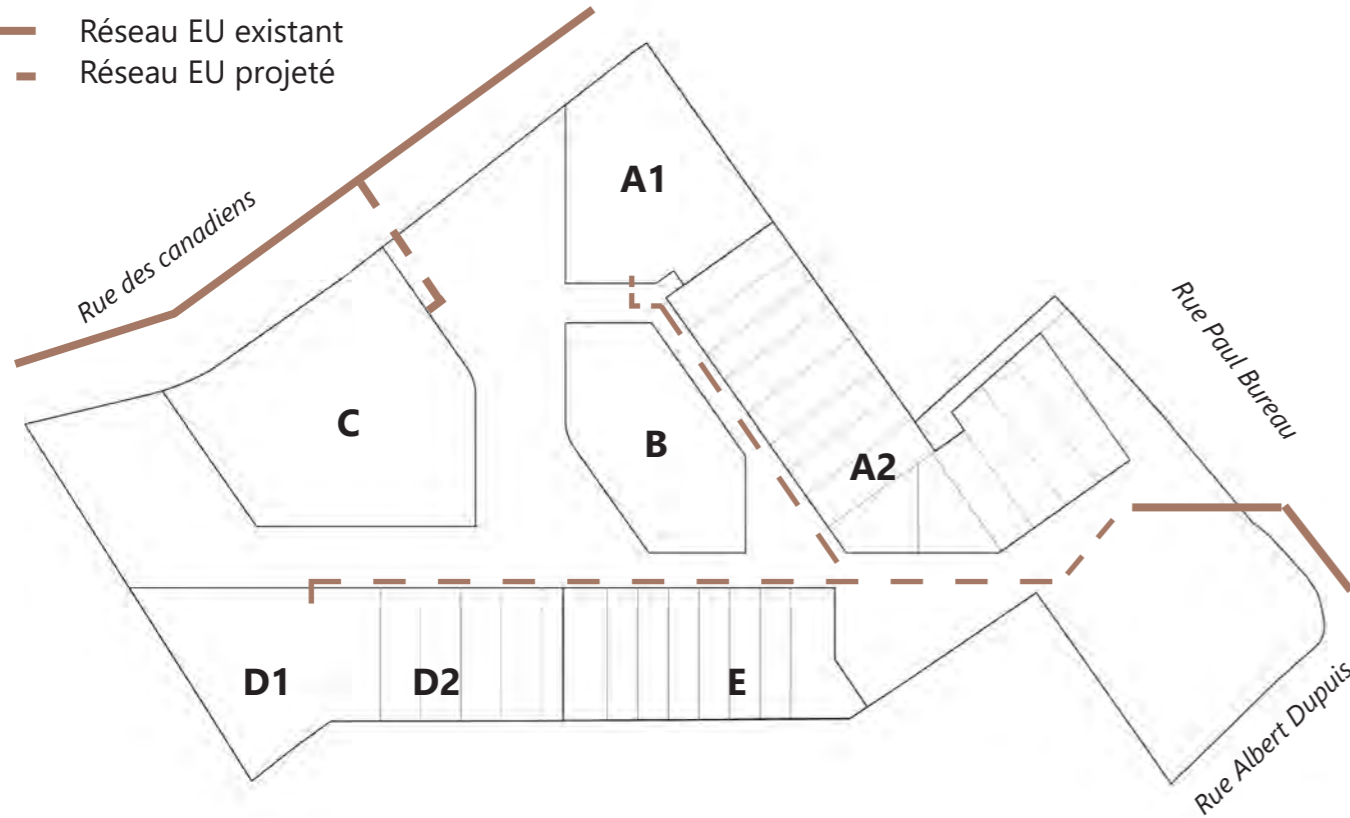 Réseau EU existant
Réseau EU projeté
Rue des canadiens
A1
Rue Paul Bureau
C
B
A2
D1
D2
E
Rue Albert Dupuis